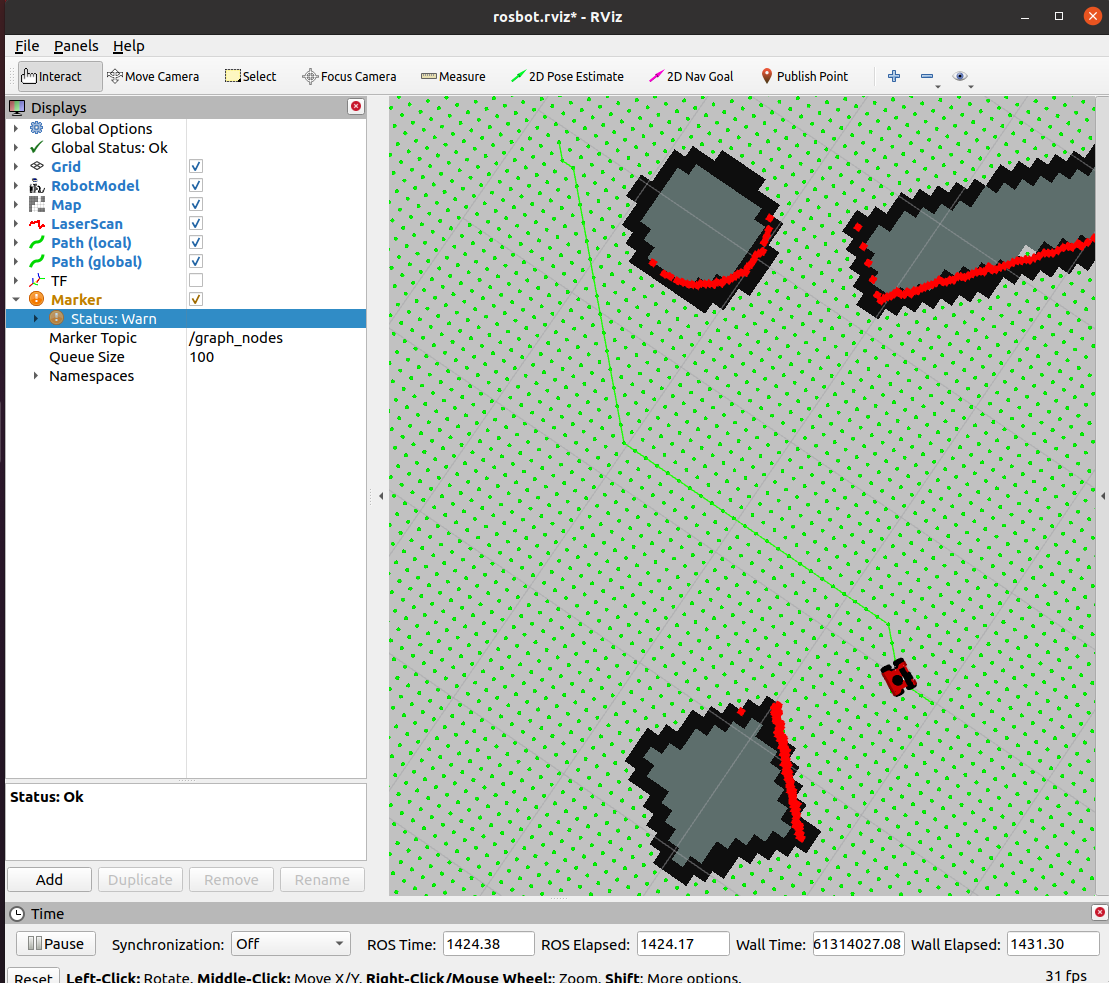 rosbot.rviz* - RViz
File Panels Help
Interact Move Camera Select Focus Camera Measure 2D Pose Estimate 2D Nav Goal Publish Point
Displays
Global Options
Global Status: Ok
Grid
RobotModel
Map
LaserScan
Path (local)
Path (global)
TF
Marker
Status: Warn
Marker Topic /graph_nodes
Queue Size 100
Namespaces
Status: Ok
Add Duplicate Remove Rename
Time
Pause Synchronization: Off ROS Time: 1424.38 ROS Elapsed: 1424.17 Wall Time: 61314027.08 Wall Elapsed: 1431.30
Reset Left-Click: Rotate. Middle-Click: Move X/Y. Right-Click/Mouse Wheel:: Zoom. Shift: More options. 31 fps